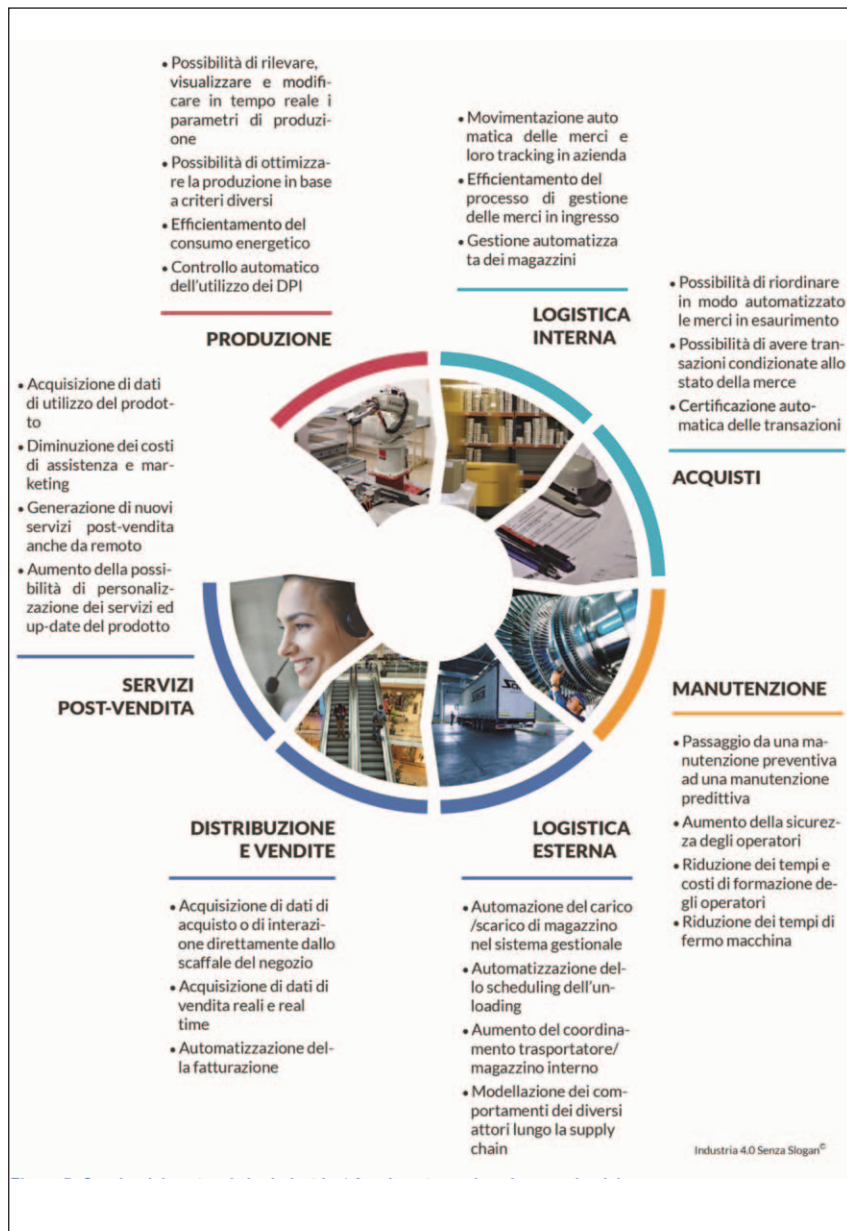 • Possibilità di rilevare,
visualizzare e modifi-
care in tempo reale i
parametri di produzi-
one
• Possibilità di ottimizza-
re la produzione in base
a criteri diversi
• Efficientamento del
consumo energetico
• Controllo automatico
dell'utilizzo dei DPI
PRODUZIONE
• Movimentazione auto
matica delle merci e
loro tracking in azienda
• Efficientamento del
processo di gestione
delle merci in ingresso
• Gestione automatizza
ta dei magazzini
LOGISTICA
INTERNA
• Possibilità di riordinare
in modo automatizzato
le merci in esaurimento
• Possibilità di avere tran-
sazioni condizionate allo
stato della merce
• Certificazione auto-
matica delle transazioni
ACQUISTI
• Acquisizione di dati
di utilizzo del prodot-
to
• Diminuzione dei costi
di assistenza e mar-
keting
• Generazione di nuovi
servizi post-vendita
anche da remoto
• Aumento della possi-
bilità di personaliz-
zazione dei servizi ed
up-date del prodotto
SERVIZI
POST-VENDITA
MANUTENZIONE
• Passaggio da una ma-
nutenzione preventiva
ad una manutenzione
predittiva
• Aumento della sicurez-
za degli operatori
• Riduzione dei tempi e
costi di formazione de-
gli operatori
• Riduzione dei tempi di
fermo macchina
DISTRIBUZIONE
E VENDITE
• Acquisizione di dati di
acquisto o di interazi-
one direttamente dallo
scaffale del negozio
• Acquisizione di dati di
vendita reali e real
time
• Automatizzazione del-
la fatturazione
LOGISTICA
ESTERNA
• Automazione del carico
/scarico di magazzino
nel sistema gestionale
• Automatizzazione del-
lo scheduling dell'un-
loading
• Aumento del coordina-
mento trasportatore/
magazzino interno
• Modellazione dei com-
portamenti dei diversi
attori lungo la supply
chain
Industria 4.0 Senza Slogan©